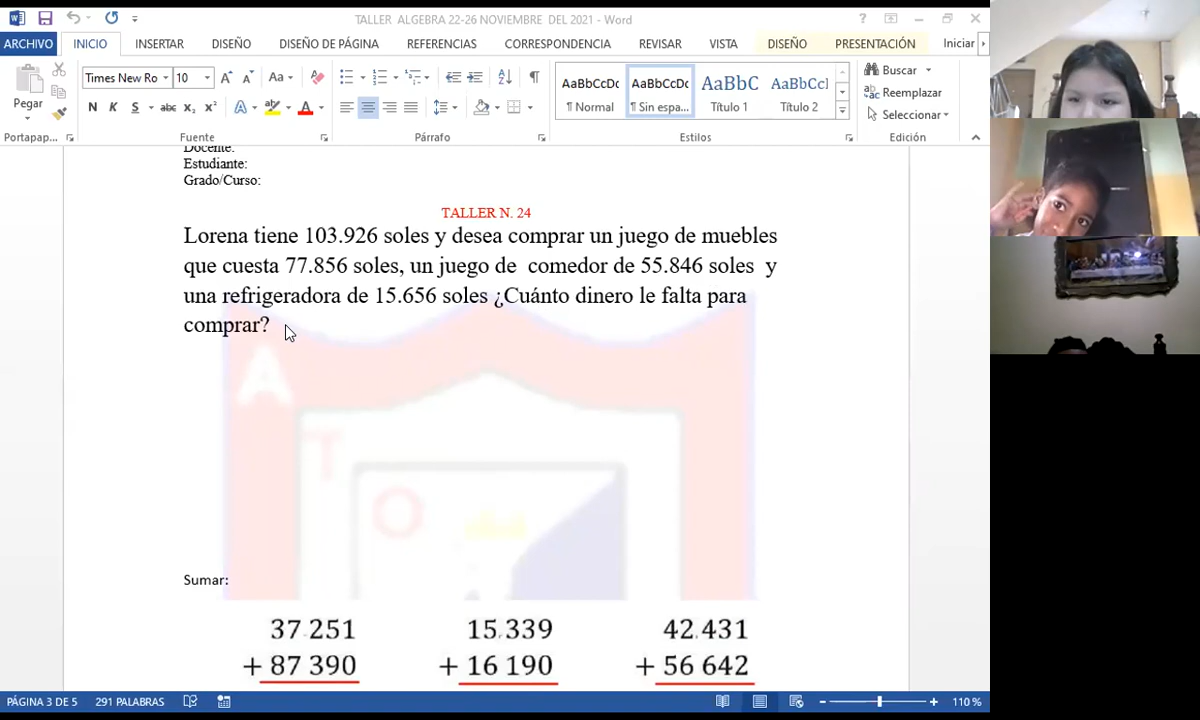 TALLER ALGEBRA 22-26 NOVIEMBRE DEL 2021 - Word
ARCHIVO INICIO INSERTAR DISEÑO DISEÑO DE PÁGINA REFERENCIAS CORRESPONDENCIA REVISAR VISTA DISEÑO PRESENTACIÓN Iniciar
Times New Ro 10 Aa
Pegar
N K S abc x₂ x² A A
AaBbCcDc AaBbCcDc AaBbC AaBbCcI
¶ Normal ¶ Sin espa... Título 1 Título 2
Buscar
Reemplazar
Seleccionar
Portapap... Fuente Párrafo Estilos Edición
Docente:
Estudiante:
Grado/Curso:
TALLER N. 24
Lorena tiene 103.926 soles y desea comprar un juego de muebles
que cuesta 77.856 soles, un juego de comedor de 55.846 soles y
una refrigeradora de 15.656 soles ¿Cuánto dinero le falta para
comprar?
A
T
O
Sumar:
37.251 15.339 42.431
+ 87 390 + 16 190 + 56 642
PÁGINA 3 DE 5 291 PALABRAS 110 %